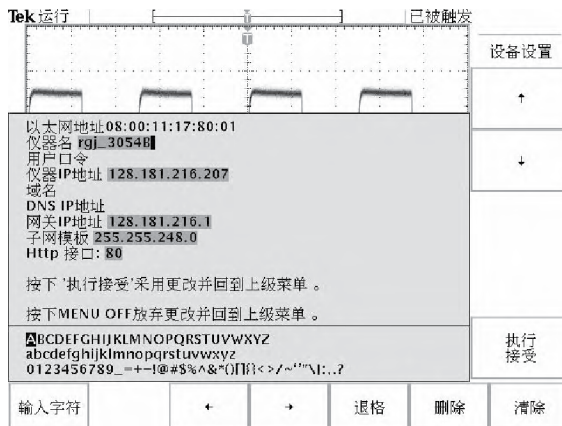 Tek 运行
已被触发
T
设备设置
↑
↓
以太网地址08:00:11:17:80:01
仪器名 rgj_3054B
用户口令
仪器IP地址 128.181.216.207
域名
DNS IP地址
网关IP地址 128.181.216.1
子网模板 255.255.248.0
Http 接口: 80
按下 '执行接受'采用更改并回到上级菜单 。
按下MENU OFF放弃更改并回到上级菜单 。
ABCDEFGHIJKLMNOPQRSTUVWXYZ
abcdefghijklmnopqrstuvwxyz
0123456789_=+-!@#$%^&*()[]{}<>/~'"\|:,.?
执行
接受
输入字符
←
→
退格
删除
清除